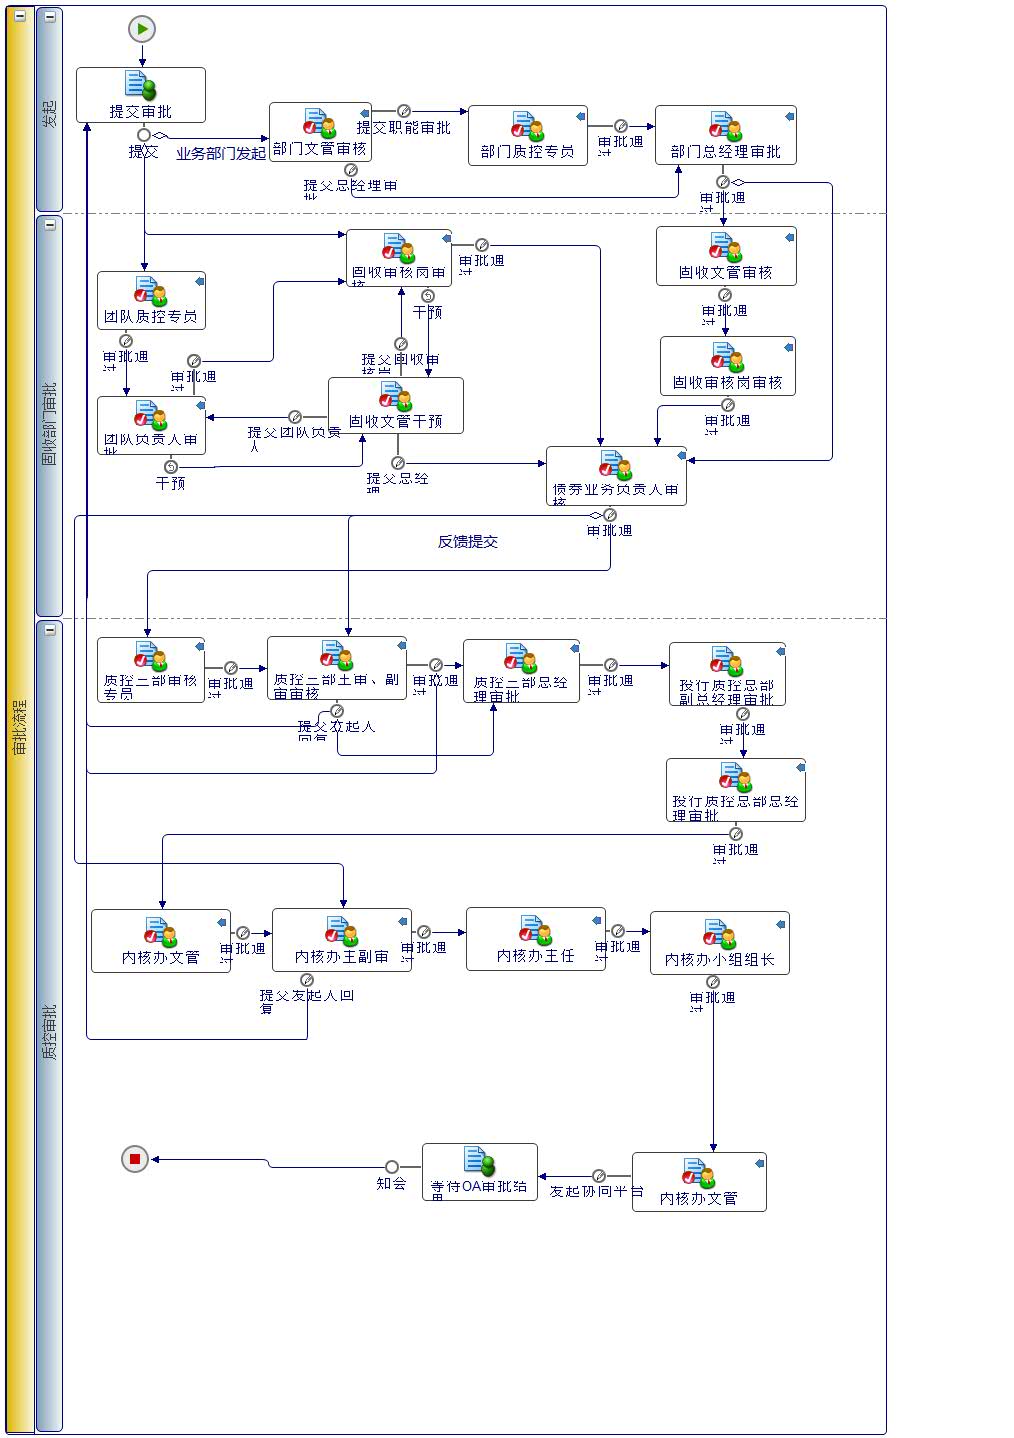 审批流程
发起
提交审批
提交
业务部门发起
部门文管审核
提交职能审批
部门质控专员
审批通过
部门总经理审批
提交总经理审批
审批通过
固收部门审批
固收审核岗审核
审批通过
干预
固收文管审核
审批通过
团队质控专员
审批通过
审批通过
提交固收审核岗
固收审核岗审核
审批通过
团队负责人审批
提交团队负责人
固收文管干预
干预
提交总经理
债券业务负责人审核
审批通过
反馈提交
质控审批
质控二部审核专员
审批通过
质控二部主审、副审审核
审批通过
质控二部总经理审批
审批通过
投行质控总部副总经理审批
提交发起人回复
审批通过
投行质控总部总经理审批
审批通过
内核办文管
审批通过
内核办主副审
审批通过
内核办主任
审批通过
内核办小组组长
提交发起人回复
审批通过
知会
等待OA审批结果
发起协同平台
内核办文管